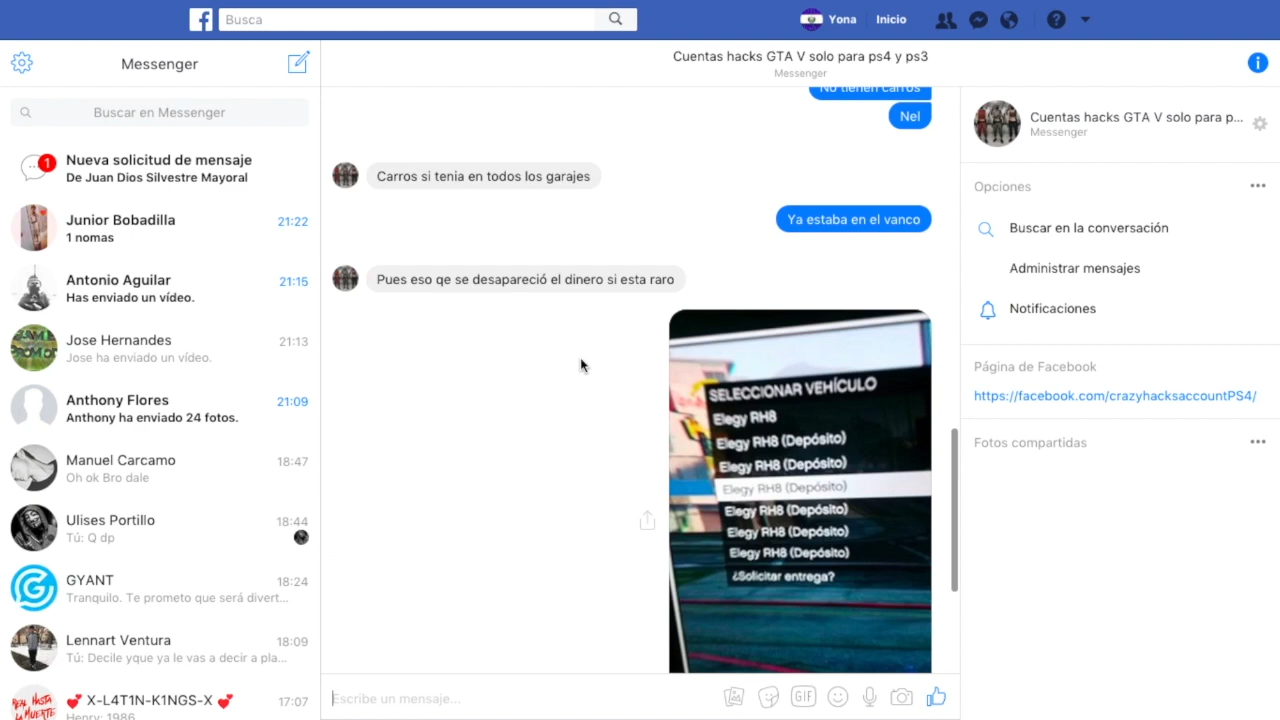 Busca
Yona
Inicio
Messenger
Buscar en Messenger
Nueva solicitud de mensaje
De Juan Dios Silvestre Mayoral
1
Junior Bobadilla
21:22
1 nomas
Antonio Aguilar
21:15
Has enviado un vídeo.
Jose Hernandes
21:13
Jose ha enviado un vídeo.
Anthony Flores
21:09
Anthony ha enviado 24 fotos.
Manuel Carcamo
18:47
Oh ok Bro dale
Ulises Portillo
18:44
Tú: Q dp
GYANT
18:24
Tranquilo. Te prometo que será divert...
Lennart Ventura
18:09
Tú: Decile yque ya le vas a decir a pla...
X-L4T1N-K1NGS-X
17:07
Henry: 1986
Cuentas hacks GTA V solo para ps4 y ps3
Messenger
No tienen carros
Nel
Carros si tenia en todos los garajes
Ya estaba en el vanco
Pues eso qe se desapareció el dinero si esta raro
SELECCIONAR VEHÍCULO
Elegy RH8
Elegy RH8 (Depósito)
Elegy RH8 (Depósito)
Elegy RH8 (Depósito)
Elegy RH8 (Depósito)
Elegy RH8 (Depósito)
Elegy RH8 (Depósito)
¿Solicitar entrega?
Escribe un mensaje...
GIF
Cuentas hacks GTA V solo para p...
Messenger
Opciones
Buscar en la conversación
Administrar mensajes
Notificaciones
Página de Facebook
https://facebook.com/crazyhacksaccountPS4/
Fotos compartidas